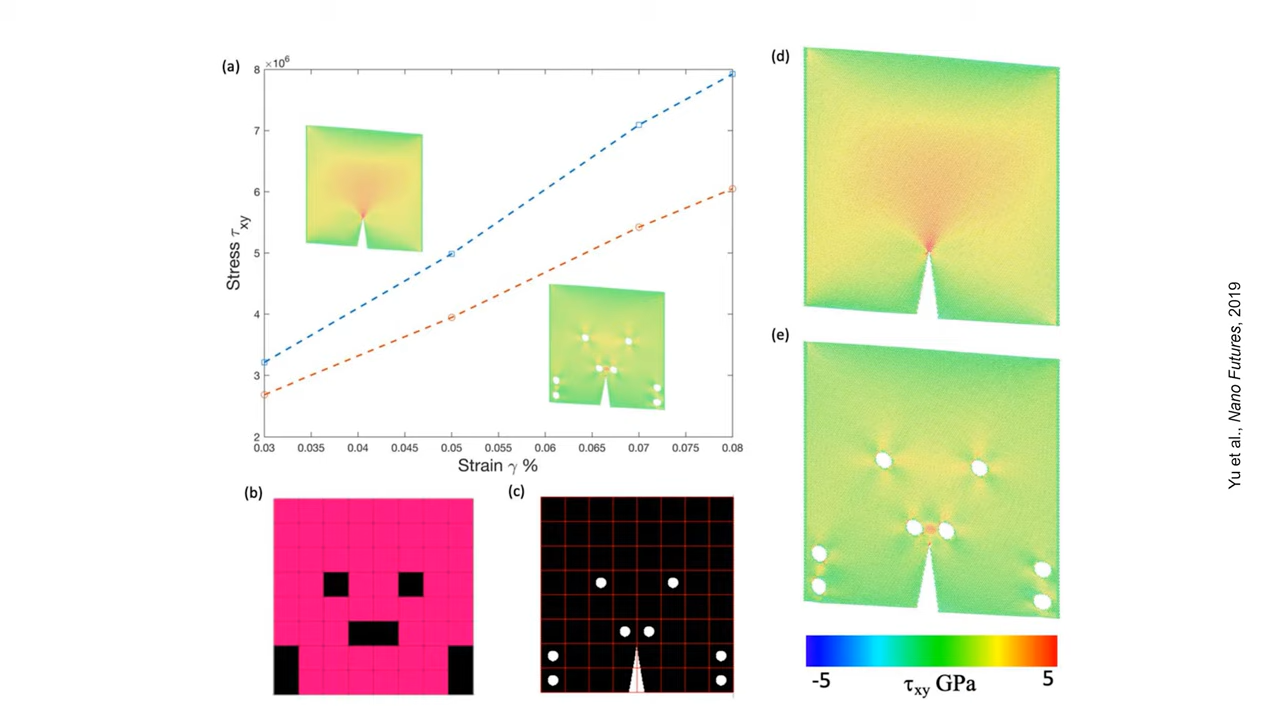 (a)
×10⁶
8
7
6
5
4
3
2
Stress τxy
0.03 0.035 0.04 0.045 0.05 0.055 0.06 0.065 0.07 0.075 0.08
Strain γ %
(b)
(c)
(d)
(e)
-5 τxy GPa 5
Yu et al., Nano Futures, 2019